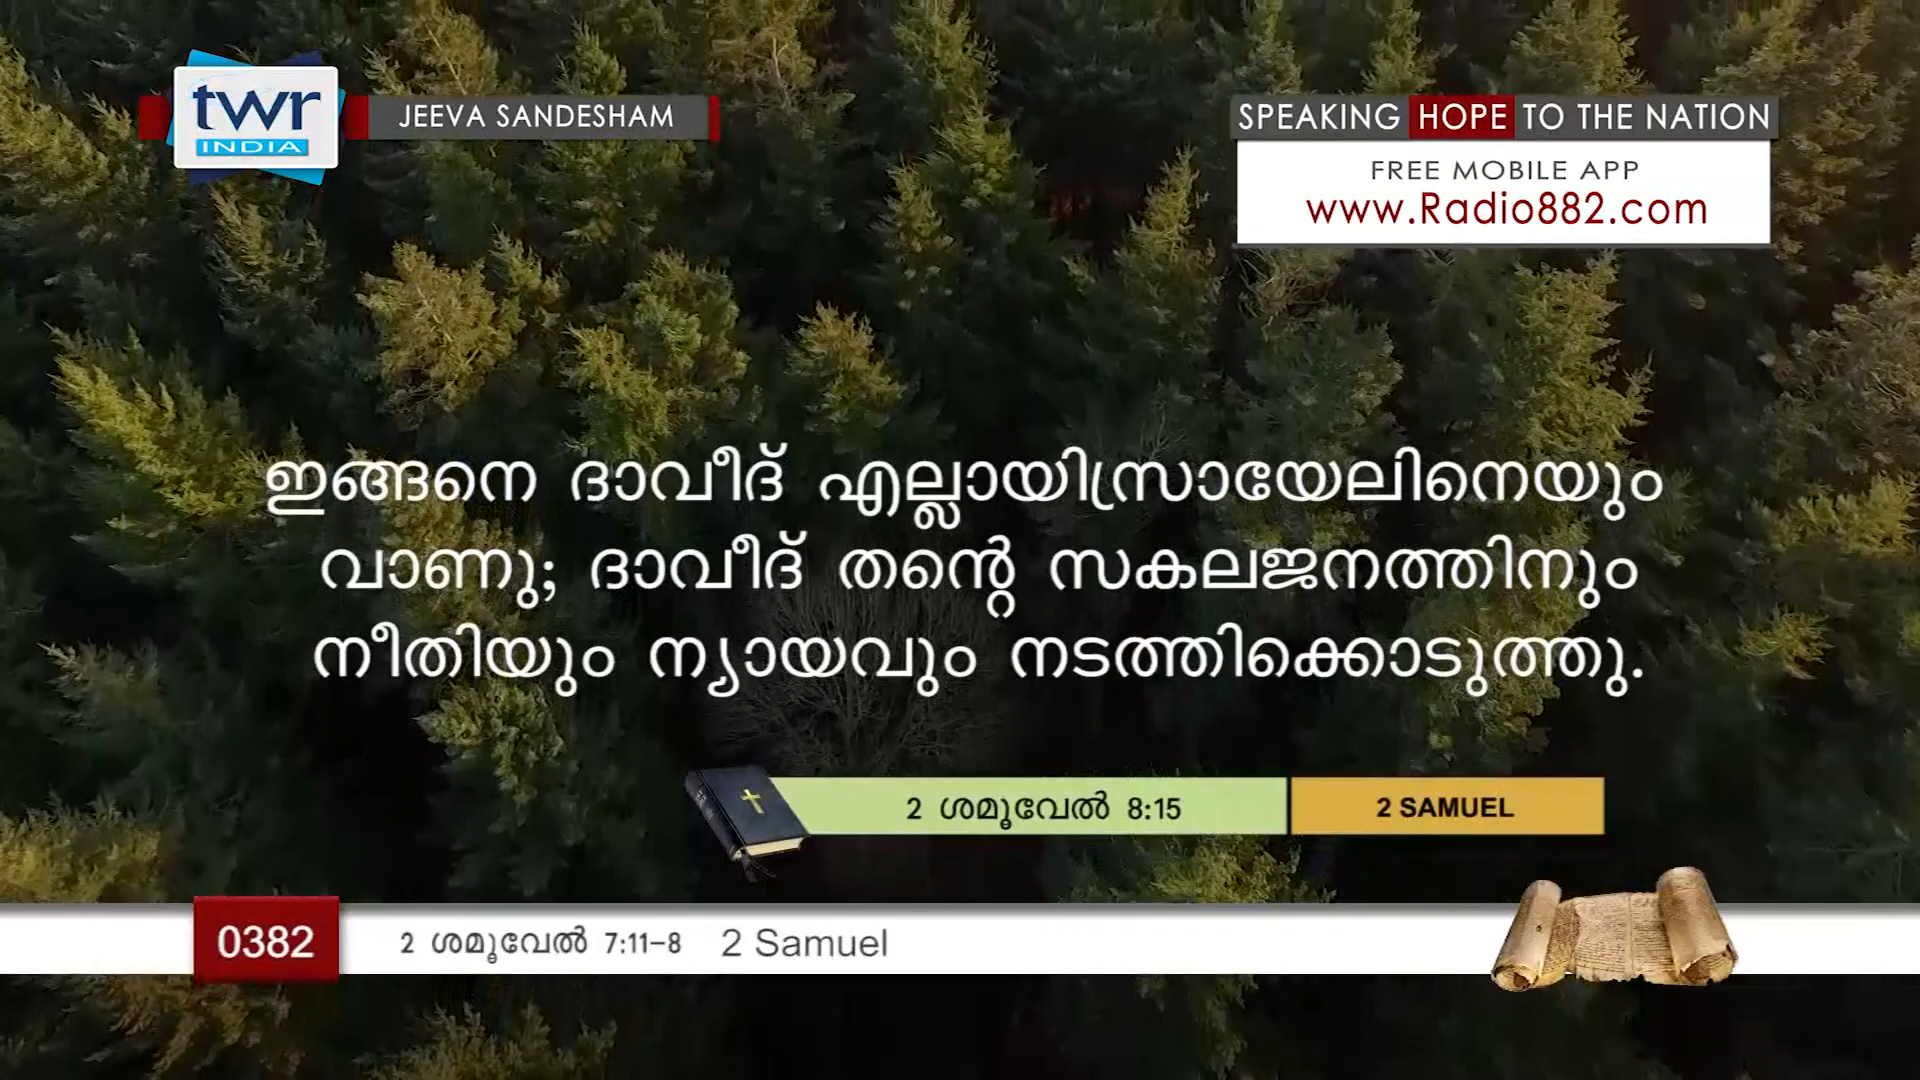 twr
INDIA
JEEVA SANDESHAM
SPEAKING HOPE TO THE NATION
FREE MOBILE APP
www.Radio882.com
ഇങ്ങനെ ദാവീദ് എല്ലായിസ്രായേലിനെയും
വാണു; ദാവീദ് തന്റെ സകലജനത്തിനും
നീതിയും ന്യായവും നടത്തിക്കൊടുത്തു.
2 ശമൂവേൽ 8:15
2 SAMUEL
0382
2 ശമൂവേൽ 7:11-8
2 Samuel